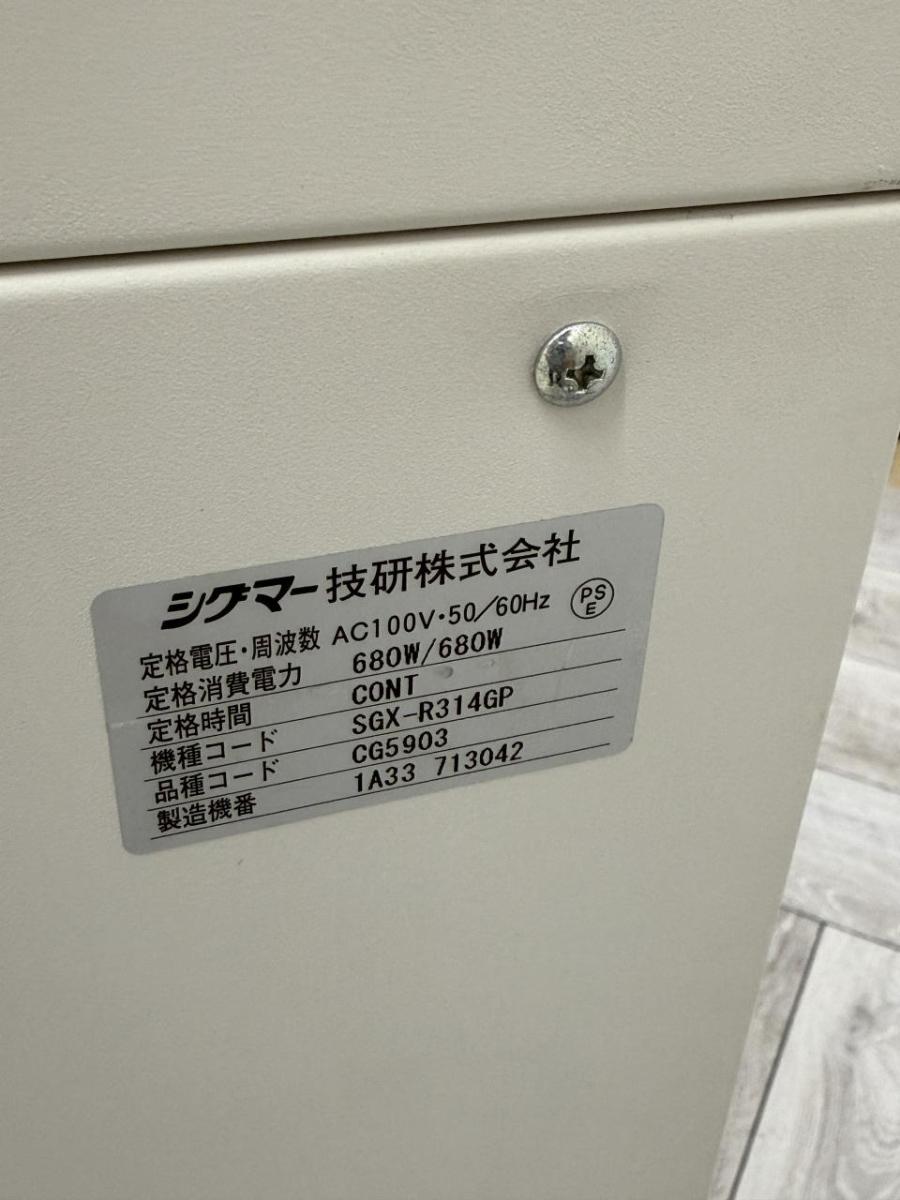 シグマー技研株式会社
定格電圧・周波数 AC100V・50/60Hz PSE
定格消費電力 680W/680W
定格時間 CONT
機種コード SGX-R314GP
品種コード CG5903
製造機番 1A33 713042